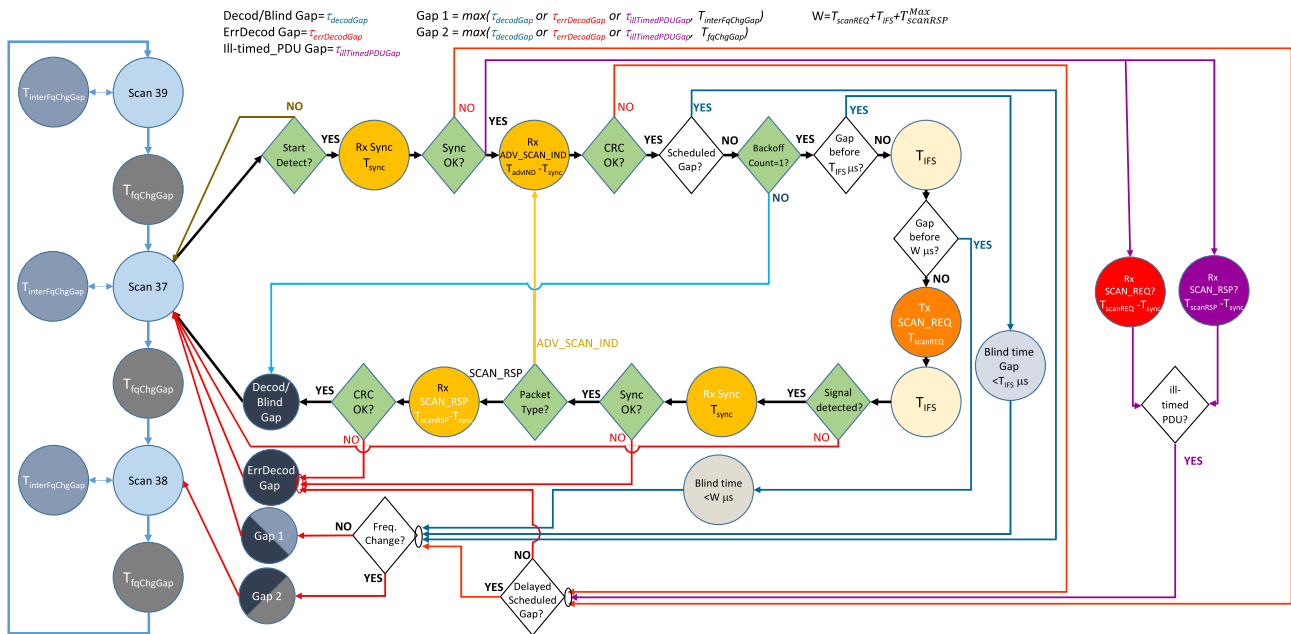 Decod/Blind Gap=τdecodGap
ErrDecod Gap=τerrDecodGap
Ill-timed_PDU Gap=τillTimedPDUGap
Gap 1 = max(τdecodGap or τerrDecodGap or τillTimedPDUGap, TinterFqChgGap)
Gap 2 = max(τdecodGap or τerrDecodGap or τillTimedPDUGap, TfqChgGap)
W=TscanREQ+TIFS+T^Max_scanRSP
TinterFqChgGap
Scan 39
TfqChgGap
TinterFqChgGap
Scan 37
TfqChgGap
TinterFqChgGap
Scan 38
TfqChgGap
NO
Start
Detect?
YES
Rx Sync
Tsync
Sync
OK?
NO
YES
Rx
ADV_SCAN_IND
TadvIND -Tsync
CRC
OK?
NO
YES
Scheduled
Gap?
YES
NO
Backoff
Count=1?
YES
NO
Gap
before
TIFS µs?
YES
NO
TIFS
Gap
before
W µs?
YES
NO
Tx
SCAN_REQ
TscanREQ
TIFS
Blind time
Gap
<TIFS µs
Rx
SCAN_REQ?
TscanREQ -Tsync
Rx
SCAN_RSP?
TscanRSP -Tsync
ill-
timed
PDU?
YES
Signal
detected?
YES
NO
Rx Sync
Tsync
Sync
OK?
YES
NO
Packet
Type?
ADV_SCAN_IND
SCAN_RSP
Rx
SCAN_RSP
TscanRSP-Tsync
CRC
OK?
YES
NO
Decod/
Blind
Gap
ErrDecod
Gap
Blind time
<W µs
Gap 1
NO
Freq.
Change?
YES
Gap 2
NO
YES
Delayed
Scheduled
Gap?